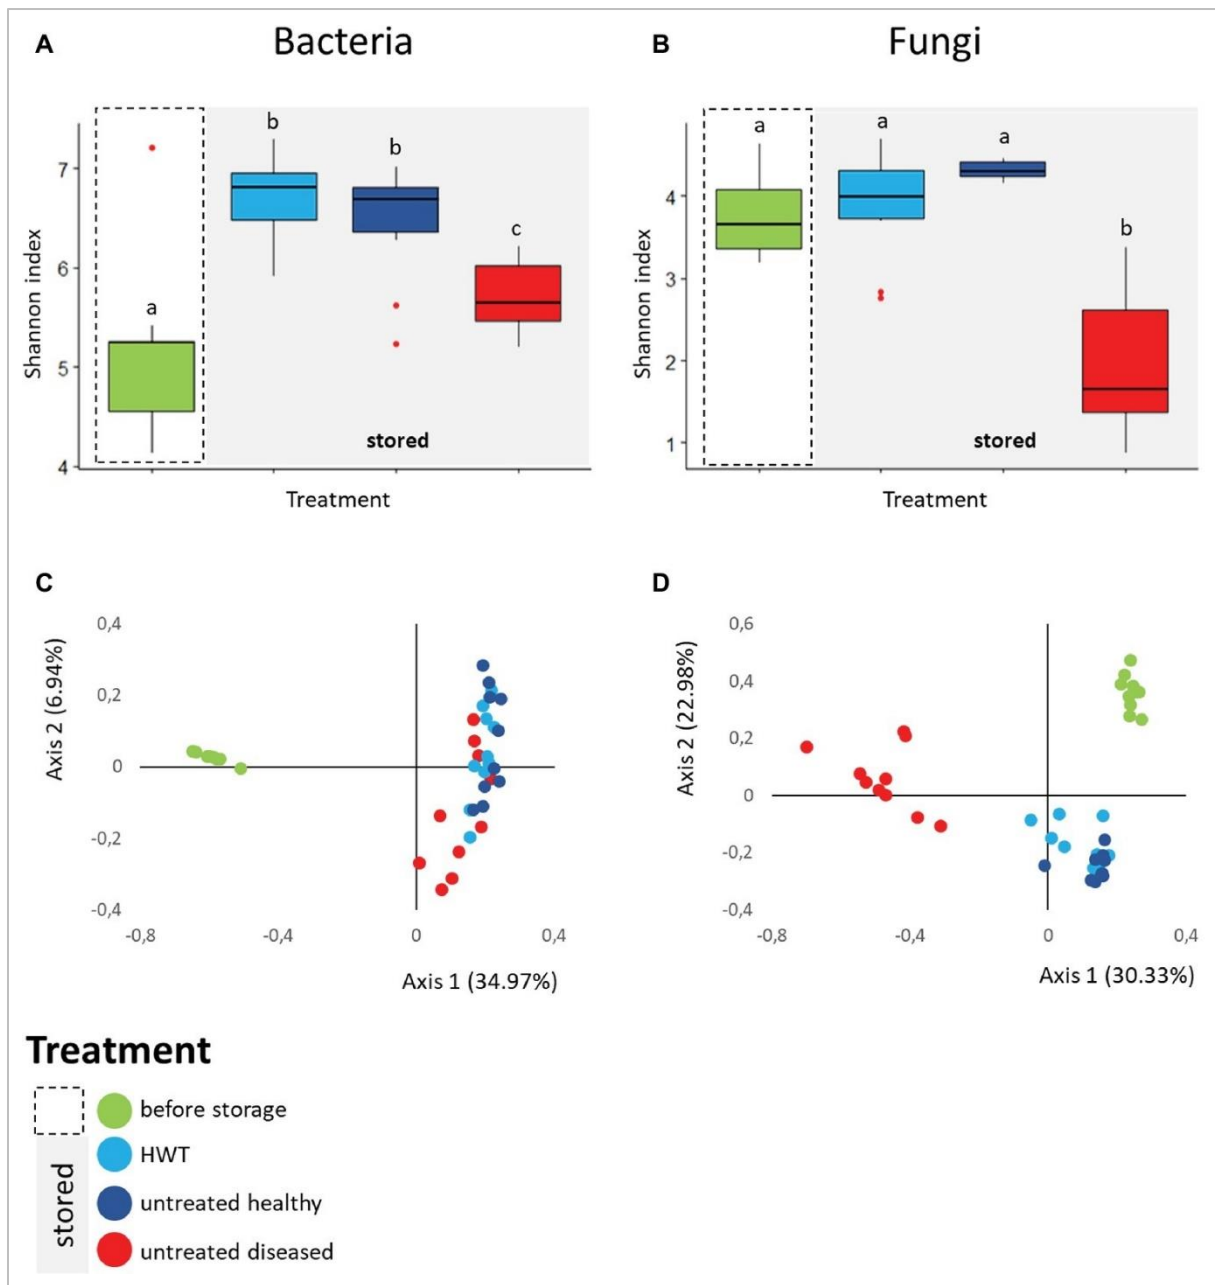 A
Bacteria
B
Fungi
Shannon index
7
6
5
4
a
b
b
c
stored
Treatment
Shannon index
4
3
2
1
a
a
a
b
stored
Treatment
C
Axis 2 (6.94%)
0,4
0,2
0
-0,2
-0,4
-0,8
-0,4
0
0,4
Axis 1 (34.97%)
D
Axis 2 (22.98%)
0,6
0,4
0,2
0
-0,2
-0,4
-0,8
-0,4
0
0,4
Axis 1 (30.33%)
Treatment
before storage
stored
HWT
untreated healthy
untreated diseased